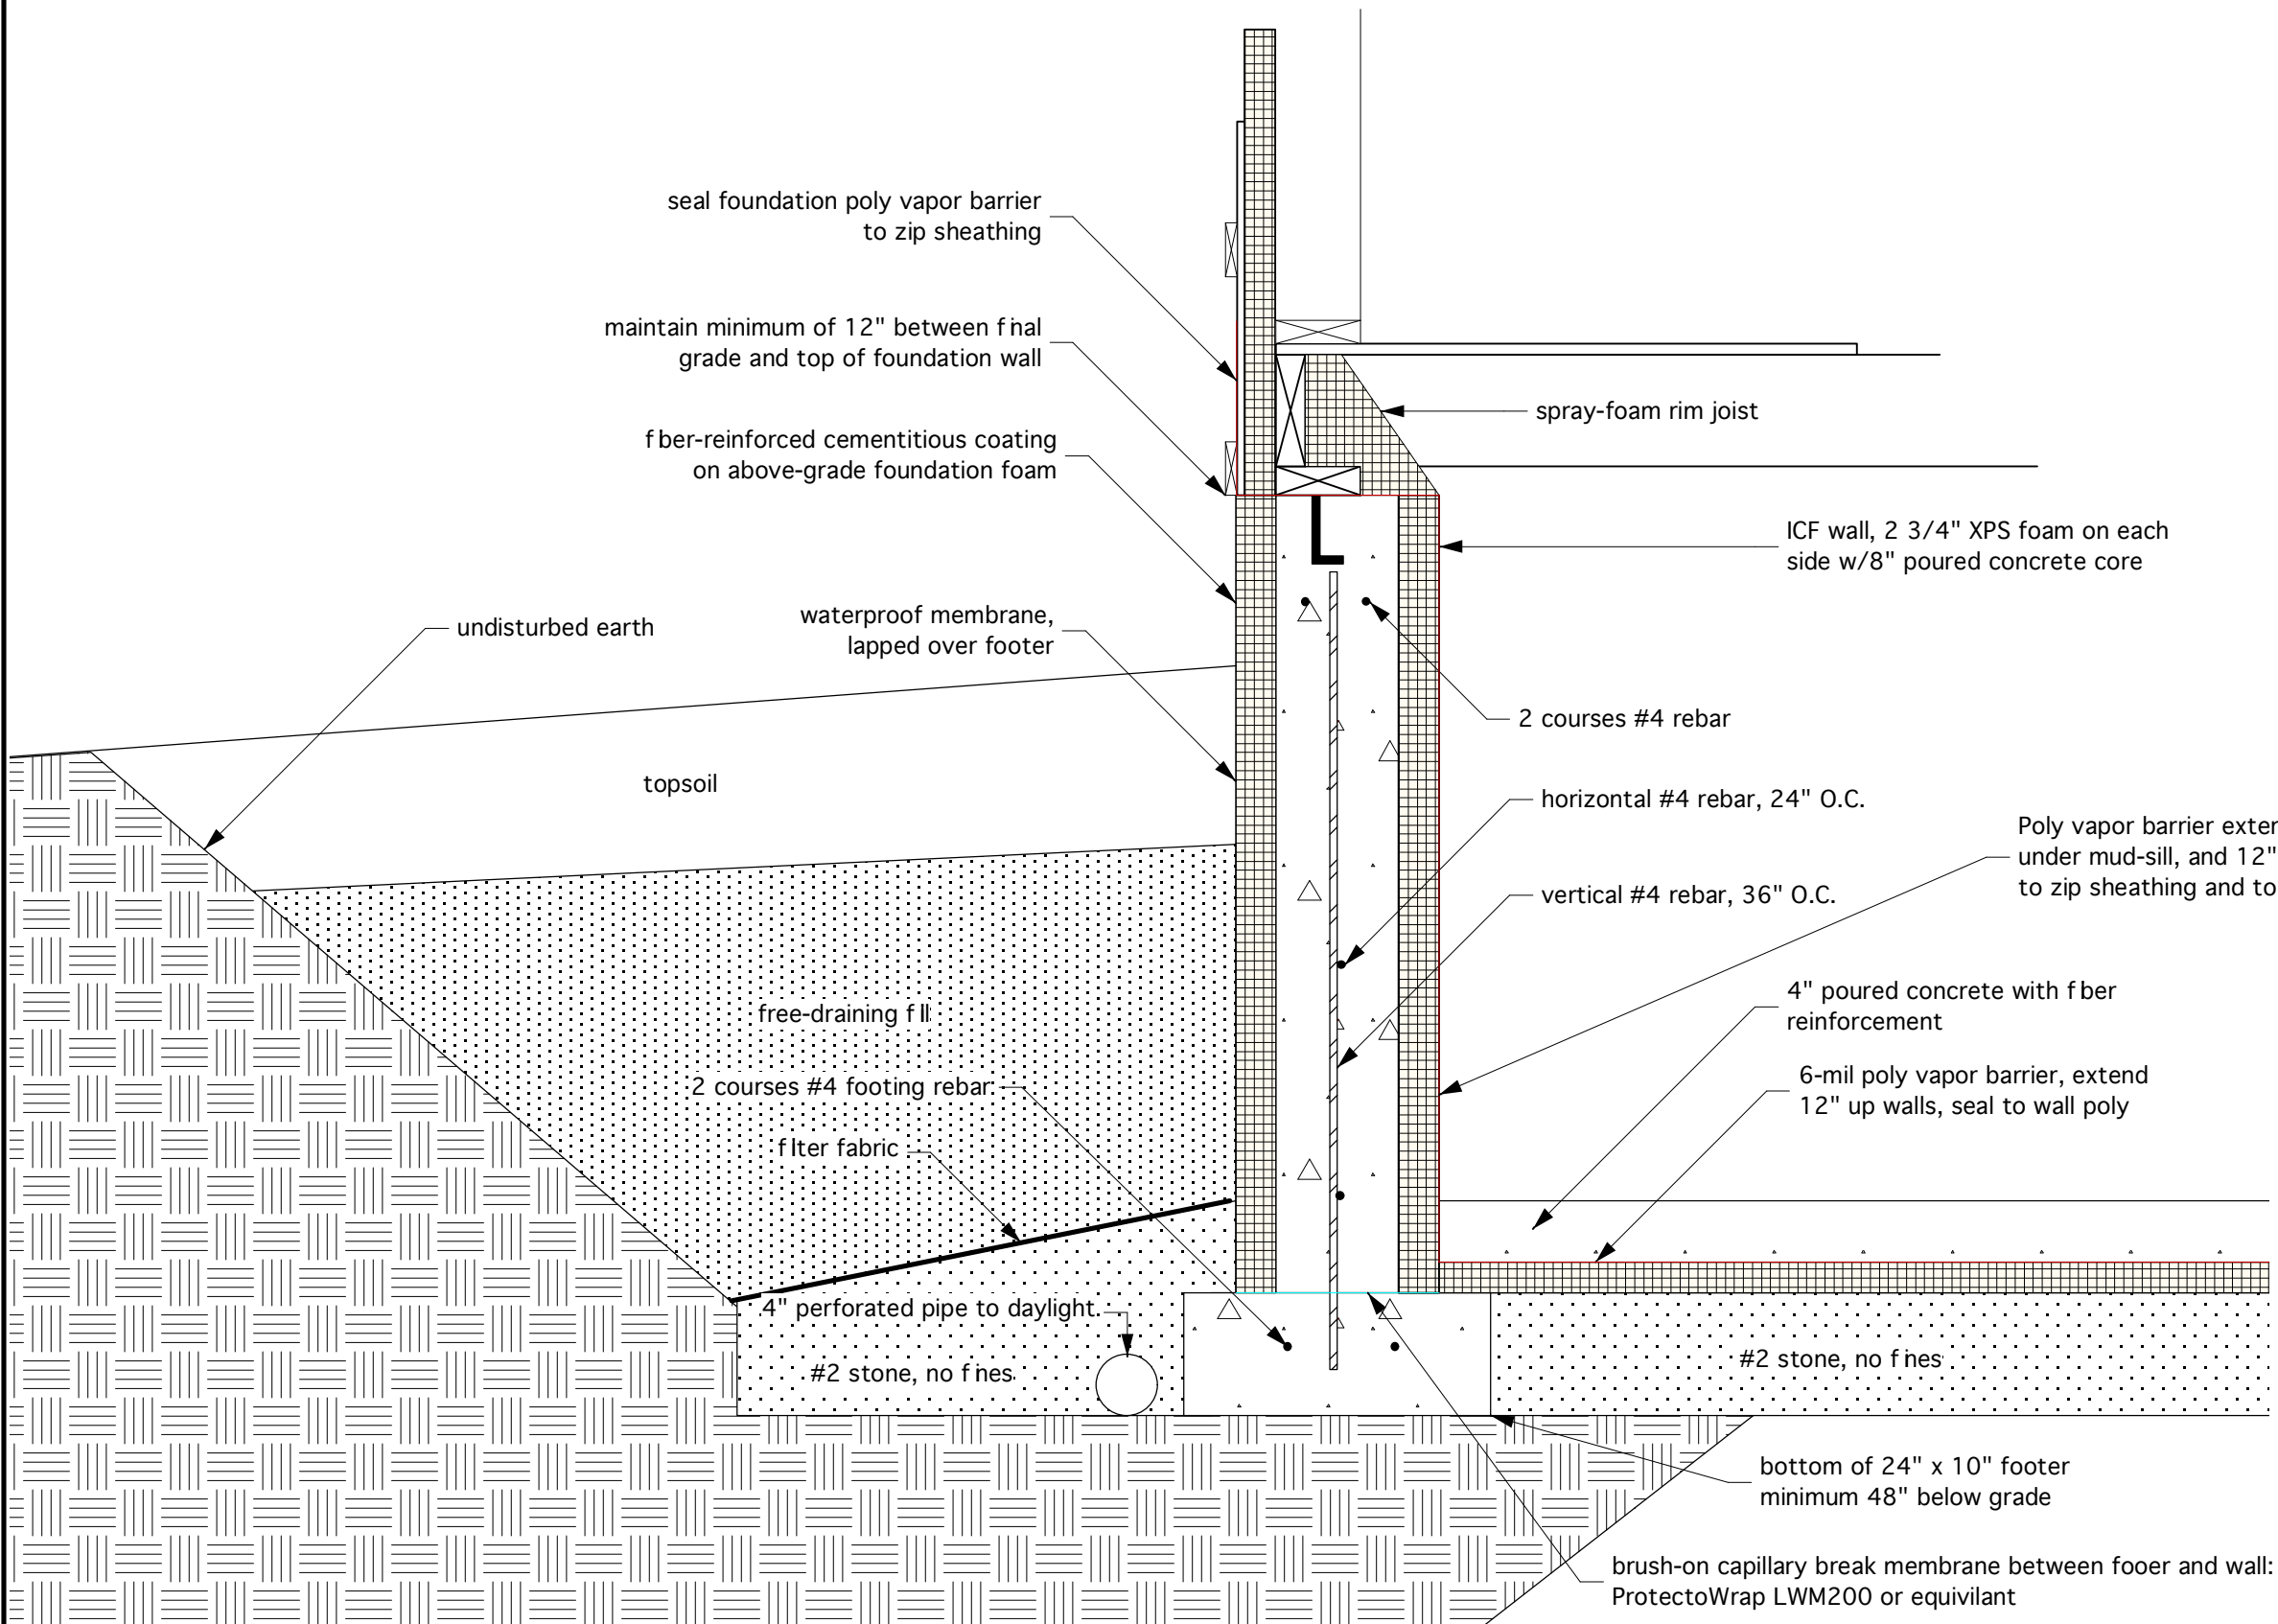 seal foundation poly vapor barrier
to zip sheathing
maintain minimum of 12" between final
grade and top of foundation wall
fiber-reinforced cementitious coating
on above-grade foundation foam
spray-foam rim joist
ICF wall, 2 3/4" XPS foam on each
side w/8" poured concrete core
undisturbed earth
waterproof membrane,
lapped over footer
2 courses #4 rebar
topsoil
horizontal #4 rebar, 24" O.C.
Poly vapor barrier exter
under mud-sill, and 12"
to zip sheathing and to
vertical #4 rebar, 36" O.C.
4" poured concrete with fiber
reinforcement
free-draining fill
6-mil poly vapor barrier, extend
12" up walls, seal to wall poly
2 courses #4 footing rebar
filter fabric
4" perforated pipe to daylight
#2 stone, no fines
#2 stone, no fines
bottom of 24" x 10" footer
minimum 48" below grade
brush-on capillary break membrane between fooer and wall:
ProtectoWrap LWM200 or equivilant